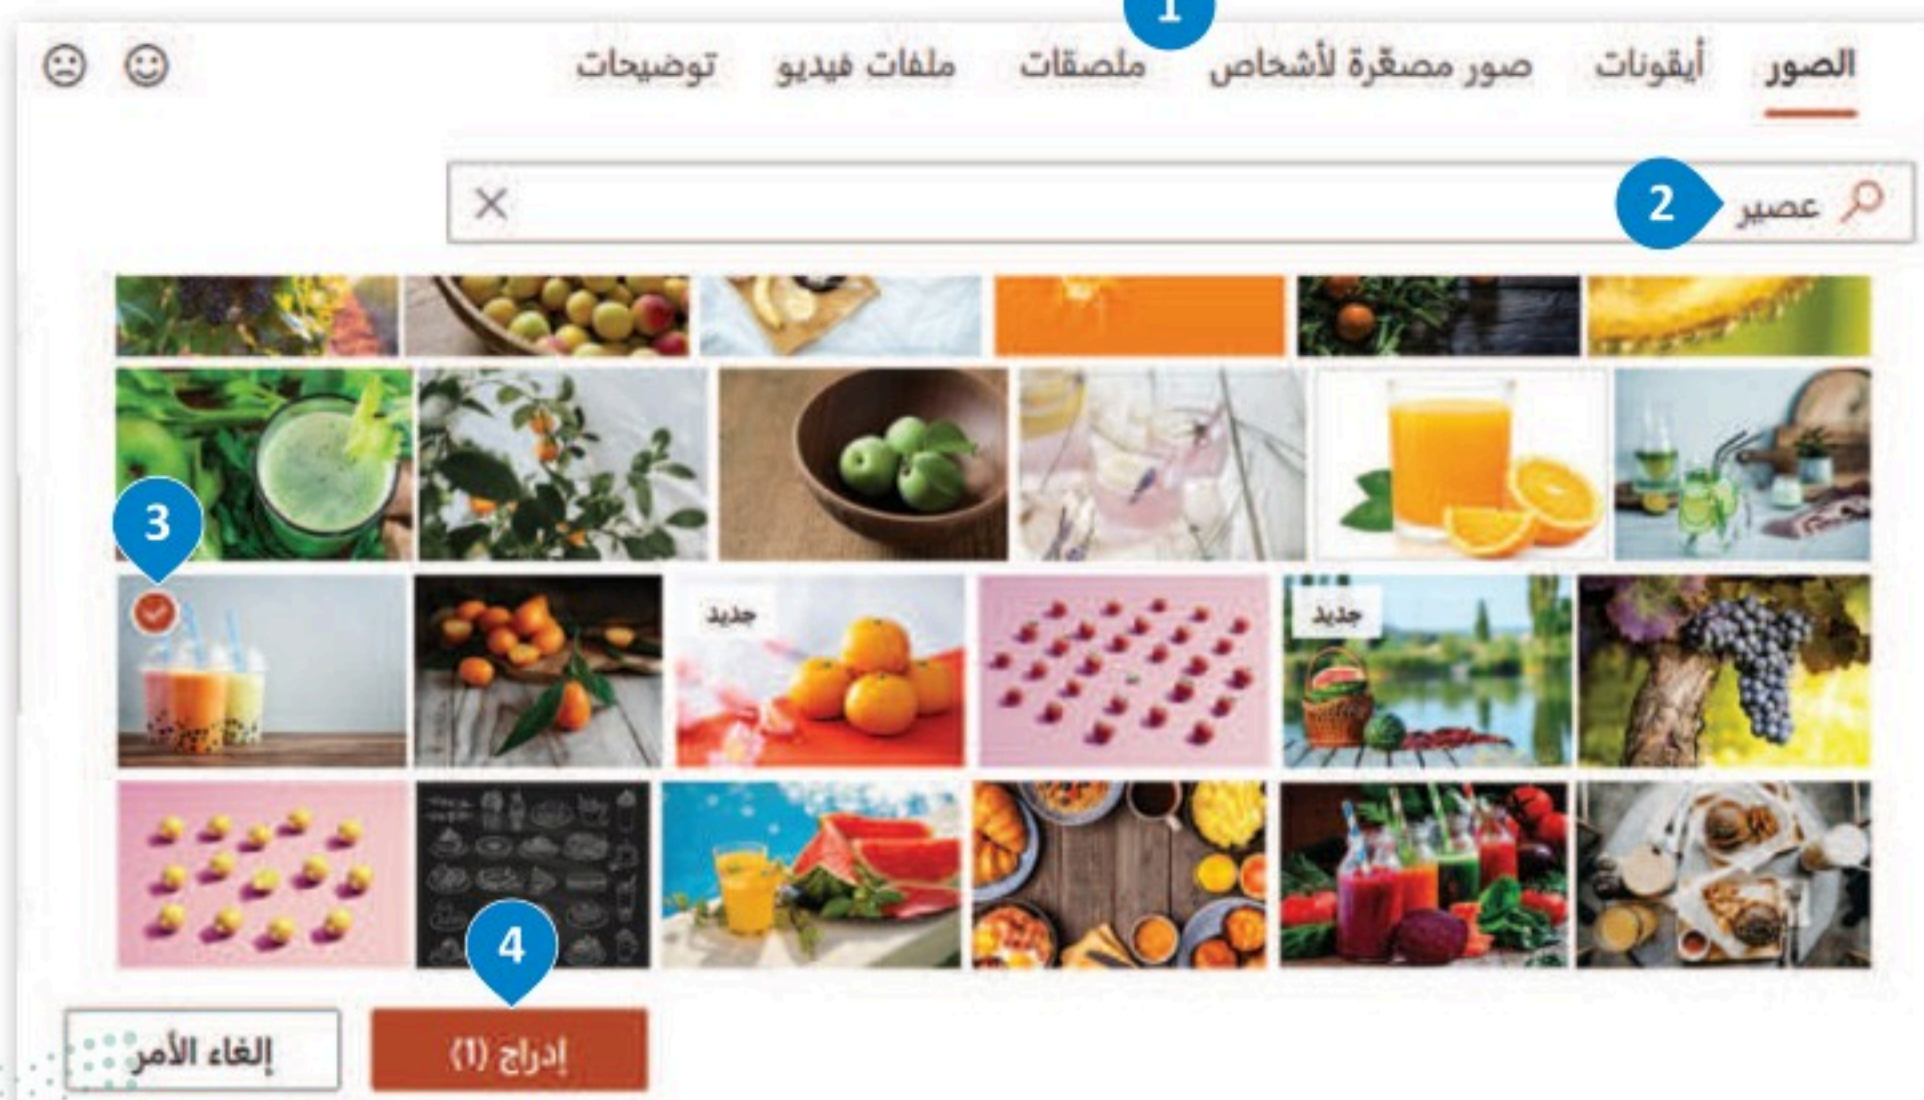 1
الصور أيقونات صور مصغّرة لأشخاص ملصقات ملفات فيديو توضيحات
عصير 2
3
جديد جديد
4
إدراج (1) إلغاء الأمر